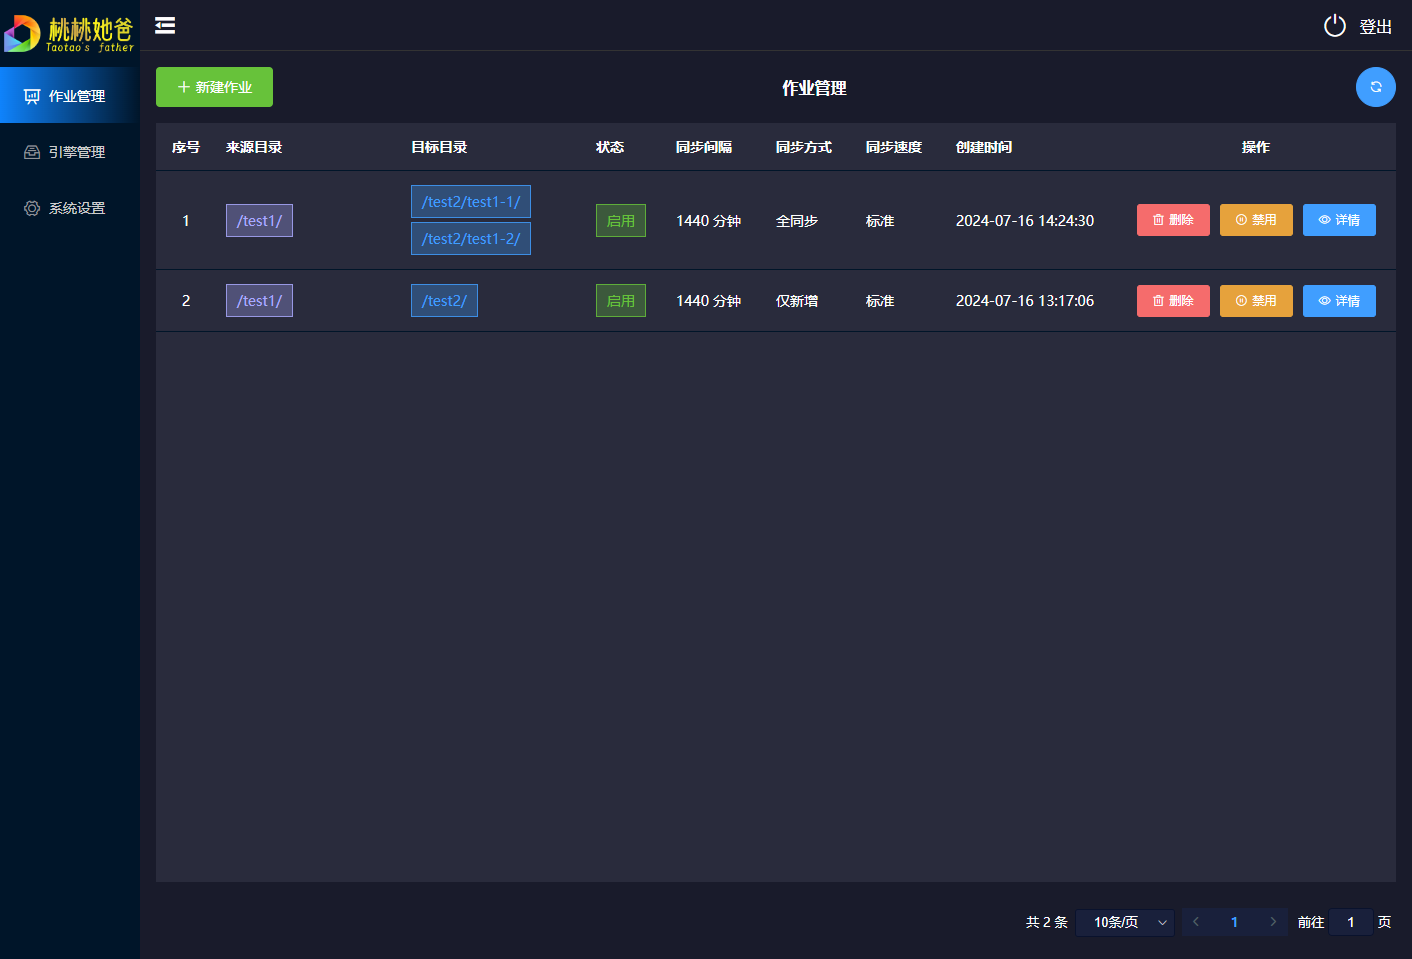 桃桃她爸
Taotao's father
登出
作业管理
引擎管理
系统设置
新建作业
作业管理
序号 来源目录 目标目录 状态 同步间隔 同步方式 同步速度 创建时间 操作
1 /test1/ /test2/test1-1/ /test2/test1-2/ 启用 1440 分钟 全同步 标准 2024-07-16 14:24:30 删除 禁用 详情
2 /test1/ /test2/ 启用 1440 分钟 仅新增 标准 2024-07-16 13:17:06 删除 禁用 详情
共 2 条 10条/页 1 前往 1 页